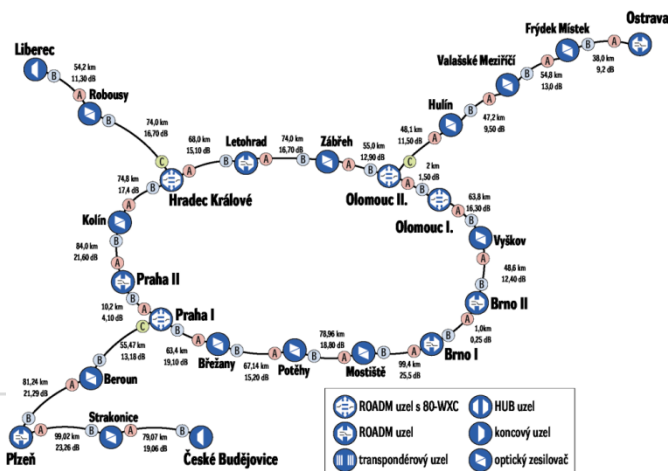 Ostrava
Frýdek Místek
B
A
38,0 km
9,2 dB
Valašské Meziříčí
B
A
54,8 km
13,0 dB
Liberec
B
54,2 km
11,30 dB
A
Robousy
B
Hulín
B
A
47,2 km
9,50 dB
74,0 km
16,70 dB
C
68,0 km
15,10 dB
Letohrad
74,0 km
16,70 dB
Zábřeh
55,0 km
12,90 dB
48,1 km
11,50 dB
A
C
A
B
A
B
A
B
74,8 km
17,4 dB
B
Hradec Králové
A
Olomouc II.
A
B
2 km
1,50 dB
Olomouc I.
A
63,8 km
16,30 dB
B
Kolín
B
84,0 km
21,60 dB
A
Vyškov
A
48,6 km
12,40 dB
B
Praha II
B
10,2 km
4,10 dB
A
Praha I
C
B
Brno II
A
1,0km
0,25 dB
B
Brno I
A
55,47 km
13,18 dB
B
63,4 km
19,10 dB
A
Břežany
B
67,14 km
15,20 dB
A
Potěhy
B
78,96 km
18,80 dB
A
Mostiště
B
99,4 km
25,5 dB
Beroun
A
81,24 km
21,29 dB
B
Plzeň
A
99,02 km
23,26 dB
Strakonice
B
A
79,07 km
19,06 dB
B
České Budějovice
ROADM uzel s 80-WXC
HUB uzel
ROADM uzel
koncový uzel
transpondérový uzel
optický zesilovač